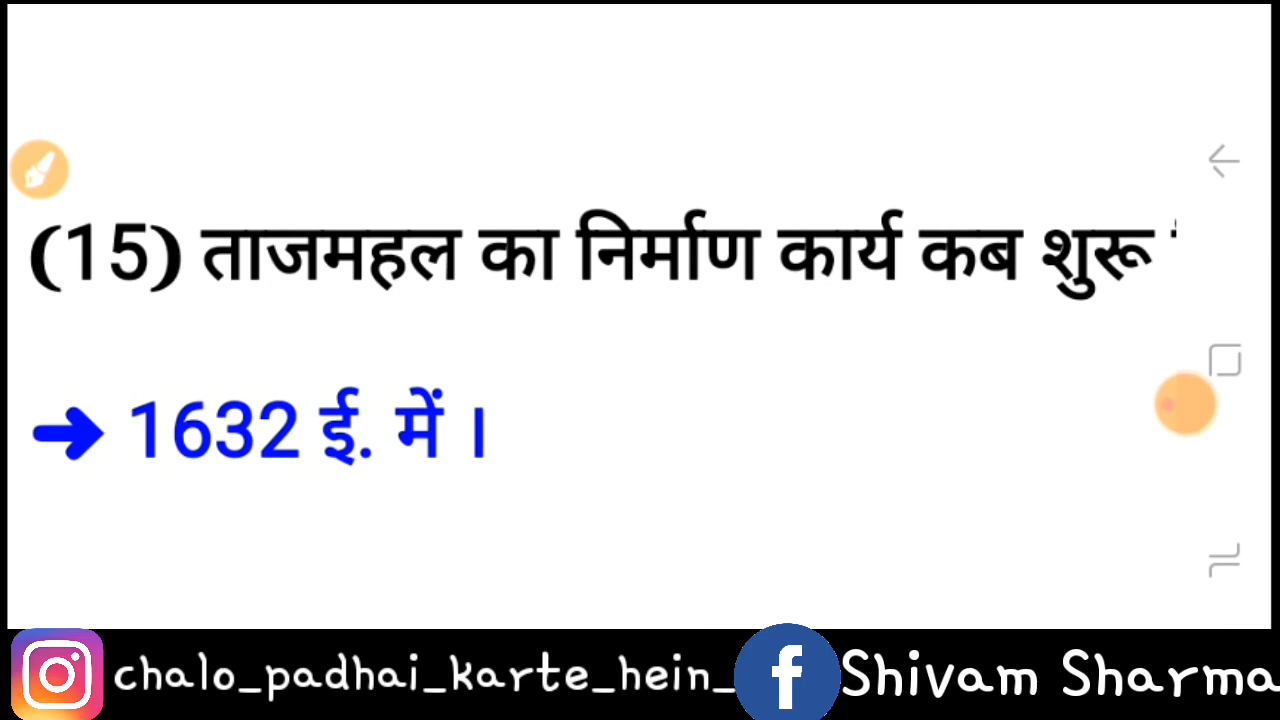 (15) ताजमहल का निर्माण कार्य कब शुरू
➜ 1632 ई. में ।
chalo_padhai_karte_hein_ Shivam Sharma